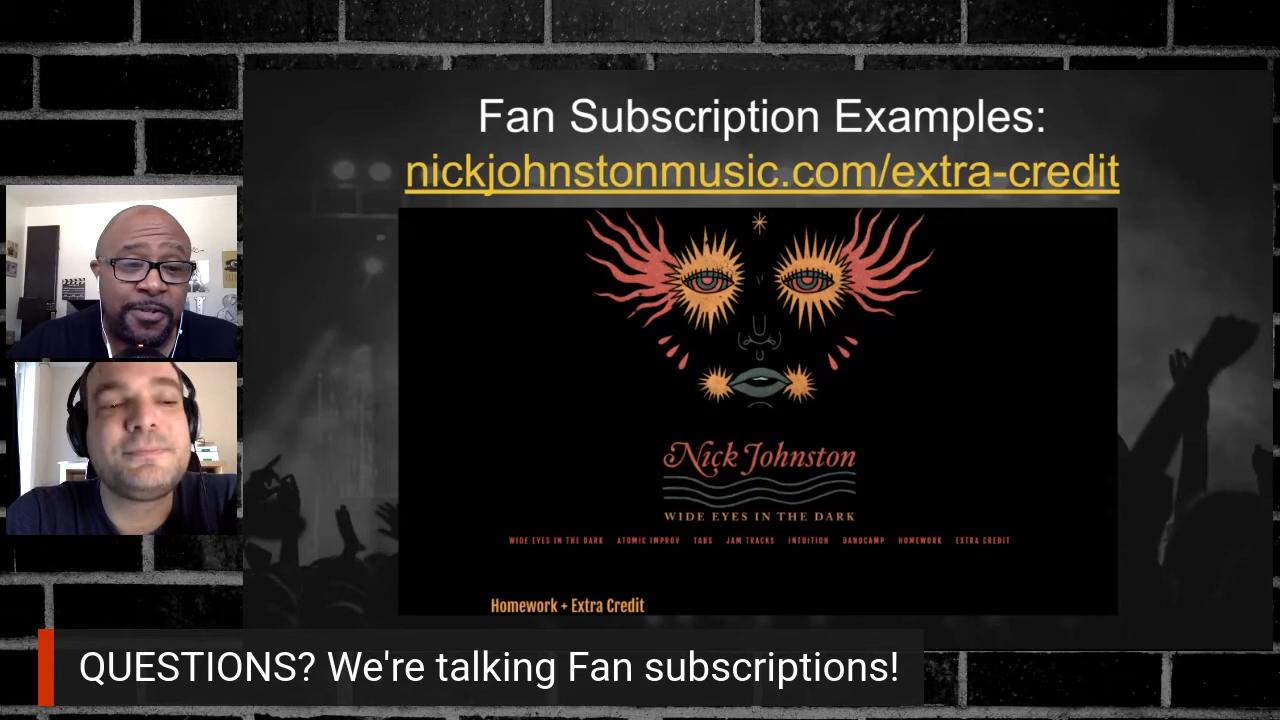 Fan Subscription Examples:
nickjohnstonmusic.com/extra-credit
Nick Johnston
WIDE EYES IN THE DARK
WIDE EYES IN THE DARK ATOMIC IMPROV TABS JAM TRACKS INTUITION BANDCAMP HOMEWORK EXTRA CREDIT
Homework + Extra Credit
QUESTIONS? We're talking Fan subscriptions!